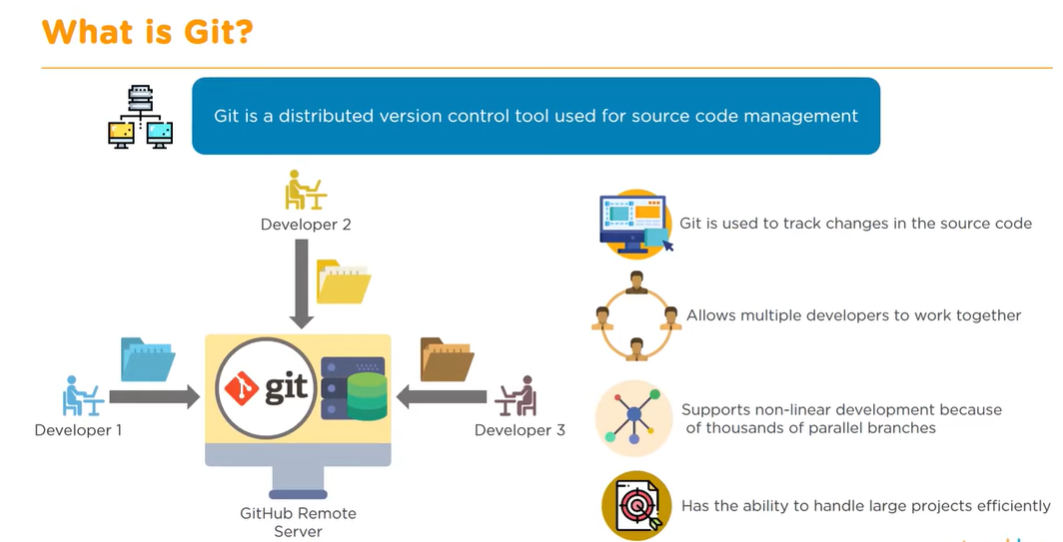 What is Git?
Git is a distributed version control tool used for source code management
Developer 2
Git is used to track changes in the source code
Allows multiple developers to work together
git
Developer 1
Developer 3
Supports non-linear development because
of thousands of parallel branches
GitHub Remote
Server
Has the ability to handle large projects efficiently